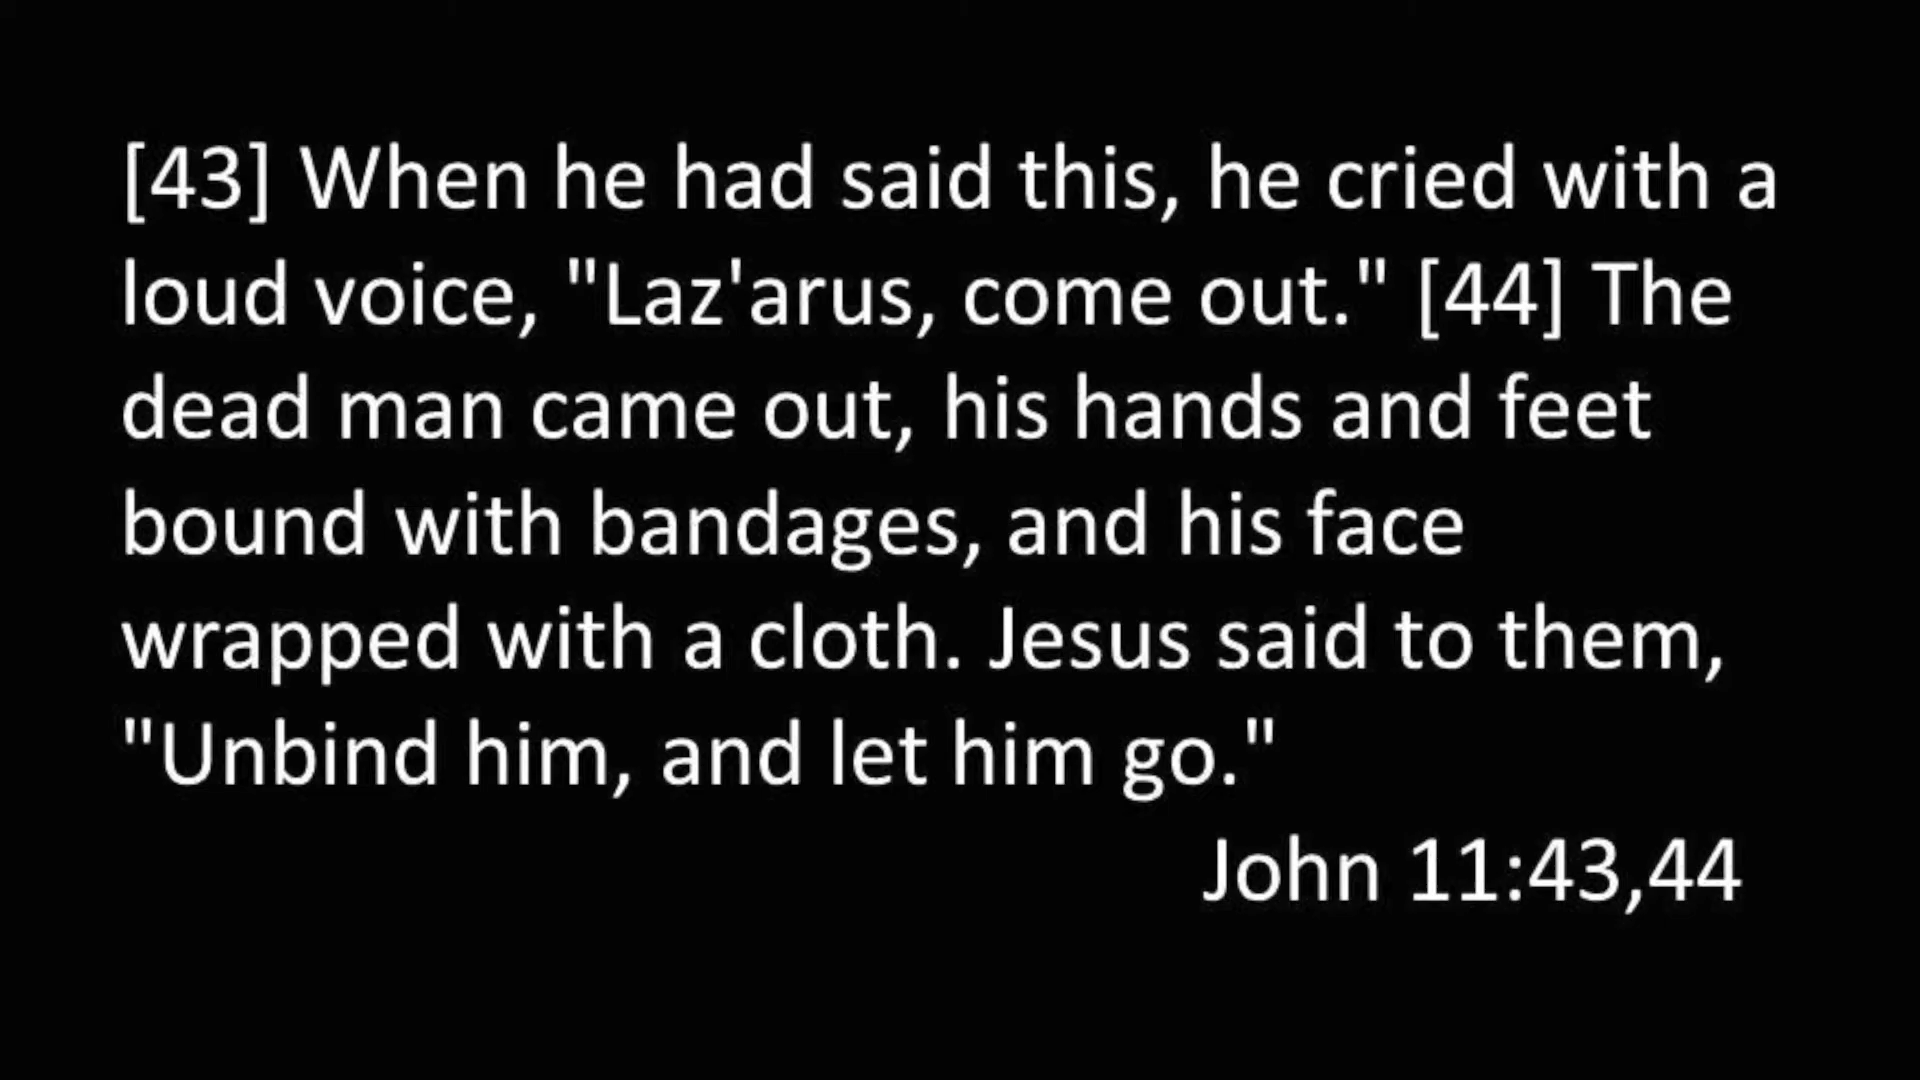 [43] When he had said this, he cried with a
loud voice, "Laz'arus, come out." [44] The
dead man came out, his hands and feet
bound with bandages, and his face
wrapped with a cloth. Jesus said to them,
"Unbind him, and let him go."
John 11:43,44